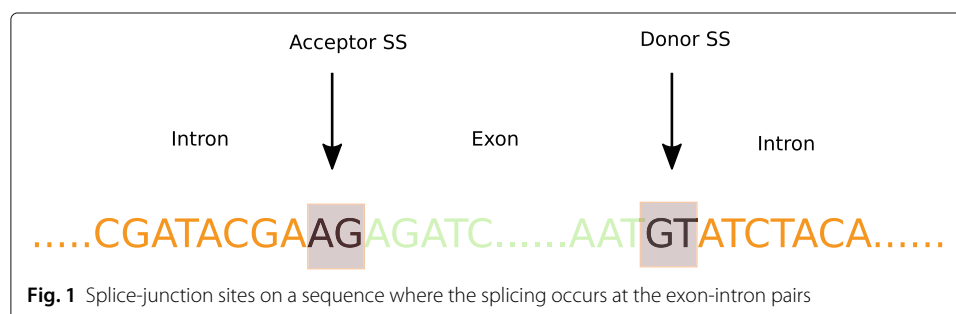 Acceptor SS Donor SS
Intron Exon Intron
.....CGATACGAAGAGATC......AATGTATCTACA......
Fig. 1 Splice-junction sites on a sequence where the splicing occurs at the exon-intron pairs